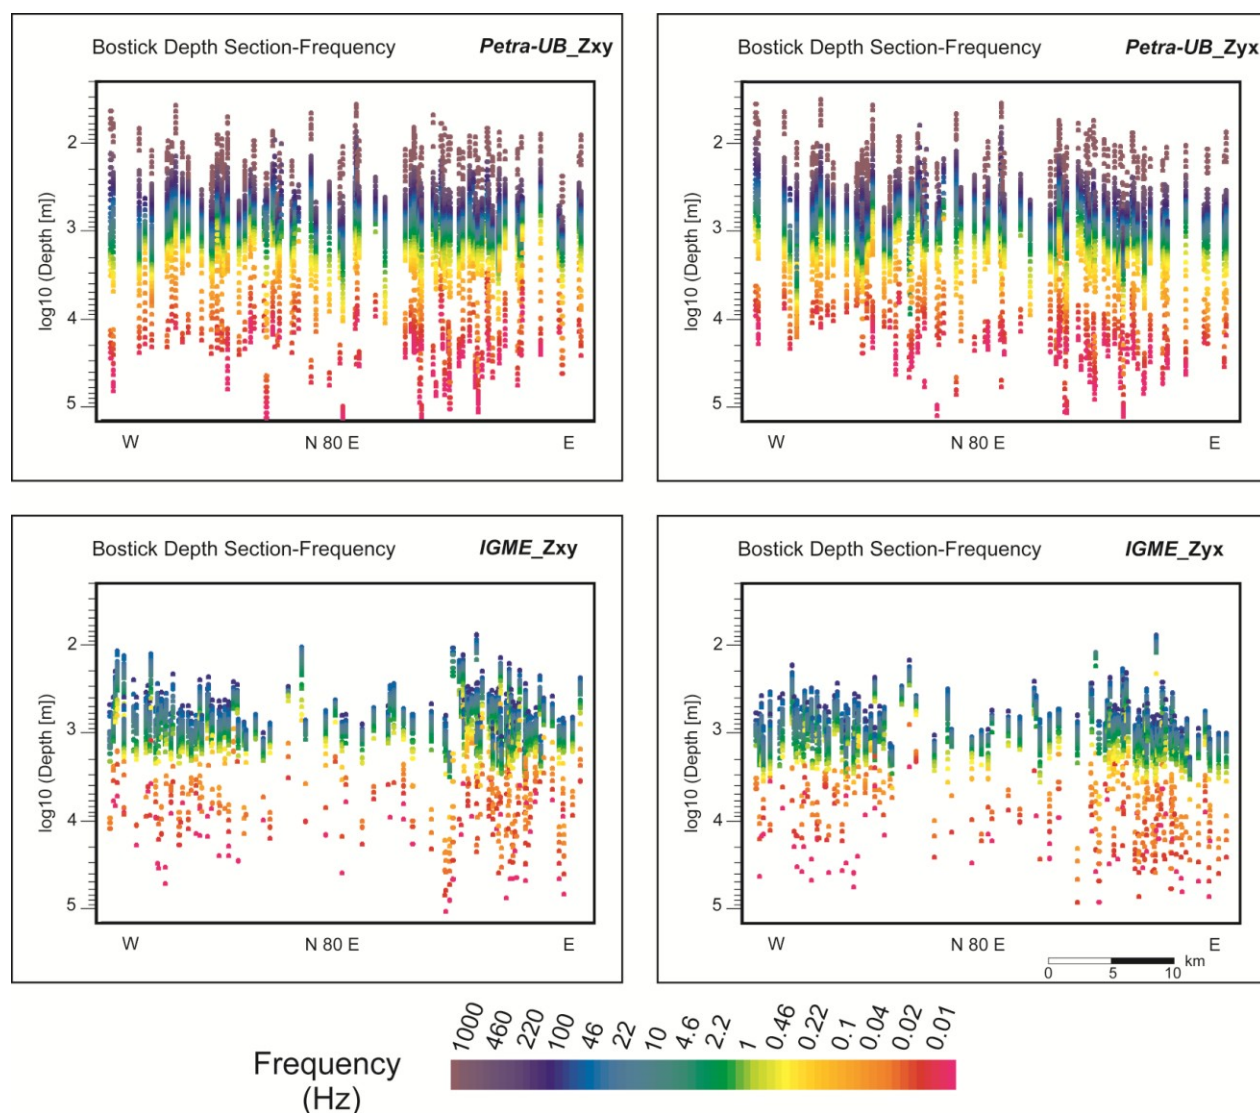 Bostick Depth Section-Frequency Petra-UB_Zxy
log10 (Depth [m])
2
3
4
5
W N 80 E E
Bostick Depth Section-Frequency Petra-UB_Zyx
log10 (Depth [m])
2
3
4
5
W N 80 E E
Bostick Depth Section-Frequency IGME_Zxy
log10 (Depth [m])
2
3
4
5
W N 80 E E
Bostick Depth Section-Frequency IGME_Zyx
log10 (Depth [m])
2
3
4
5
W N 80 E E
km
0 5 10
1000 460 220 100 46 22 10 4.6 2.2 1 0.46 0.22 0.1 0.04 0.02 0.01
Frequency
(Hz)